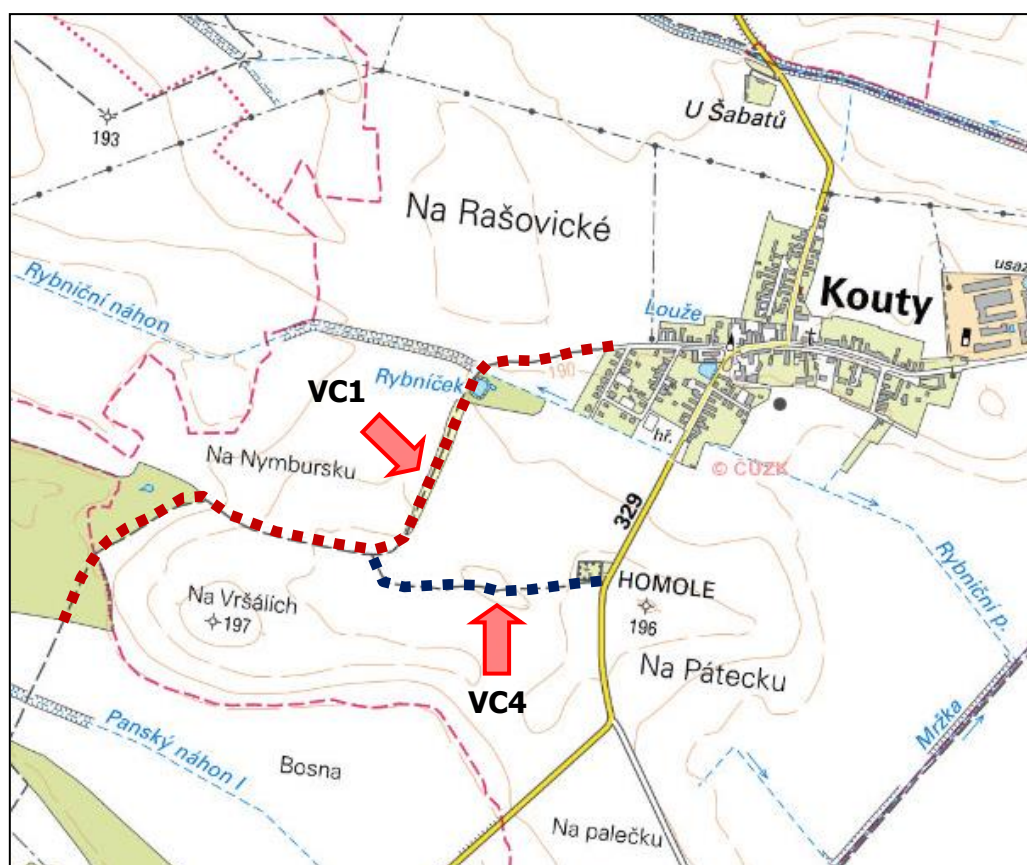 U Šabatů
193
Na Rašovické
usaz
Rybniční náhon
Kouty
Louže
190
Rybníček
VC1
hř.
Na Nymbursku
© ČÚZK
329
HOMOLE
Na Vršálích
197
196
Rybniční p.
Na Pátecku
VC4
Mržka
Panský náhon I
Bosna
Na palečku